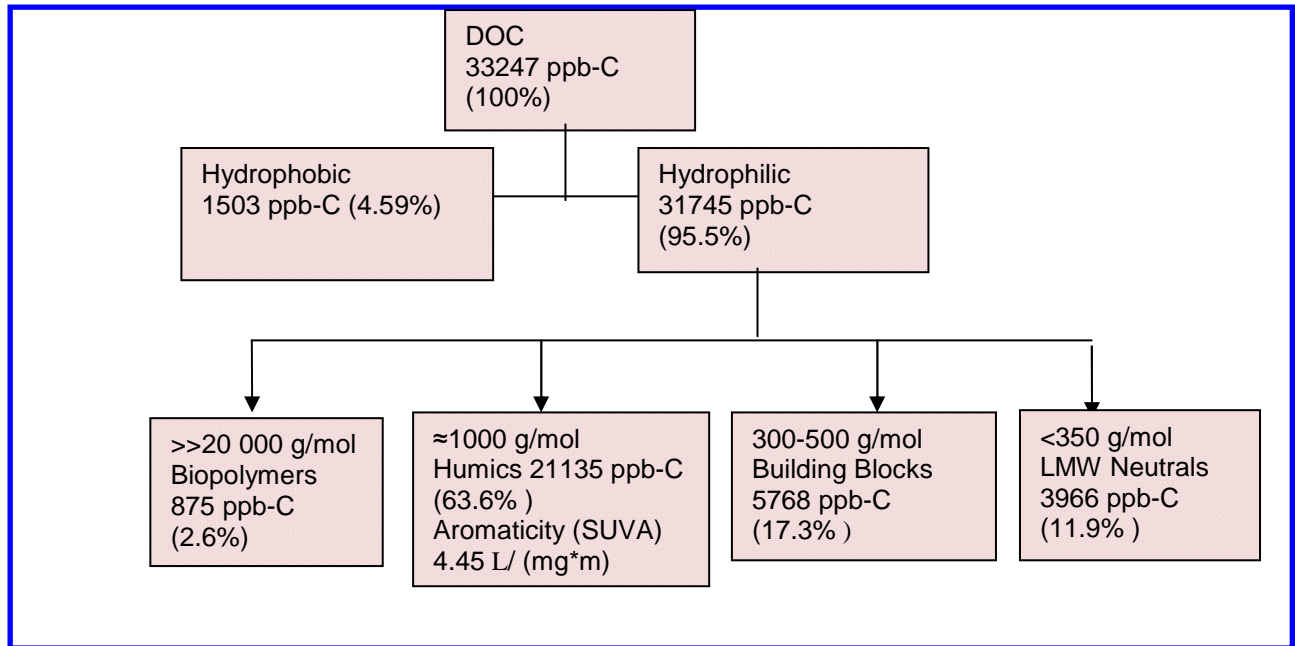 DOC
33247 ppb-C
(100%)
Hydrophobic
1503 ppb-C (4.59%)
Hydrophilic
31745 ppb-C
(95.5%)
>>20 000 g/mol
Biopolymers
875 ppb-C
(2.6%)
≈1000 g/mol
Humics 21135 ppb-C
(63.6% )
Aromaticity (SUVA)
4.45 L/ (mg*m)
300-500 g/mol
Building Blocks
5768 ppb-C
(17.3% )
<350 g/mol
LMW Neutrals
3966 ppb-C
(11.9% )